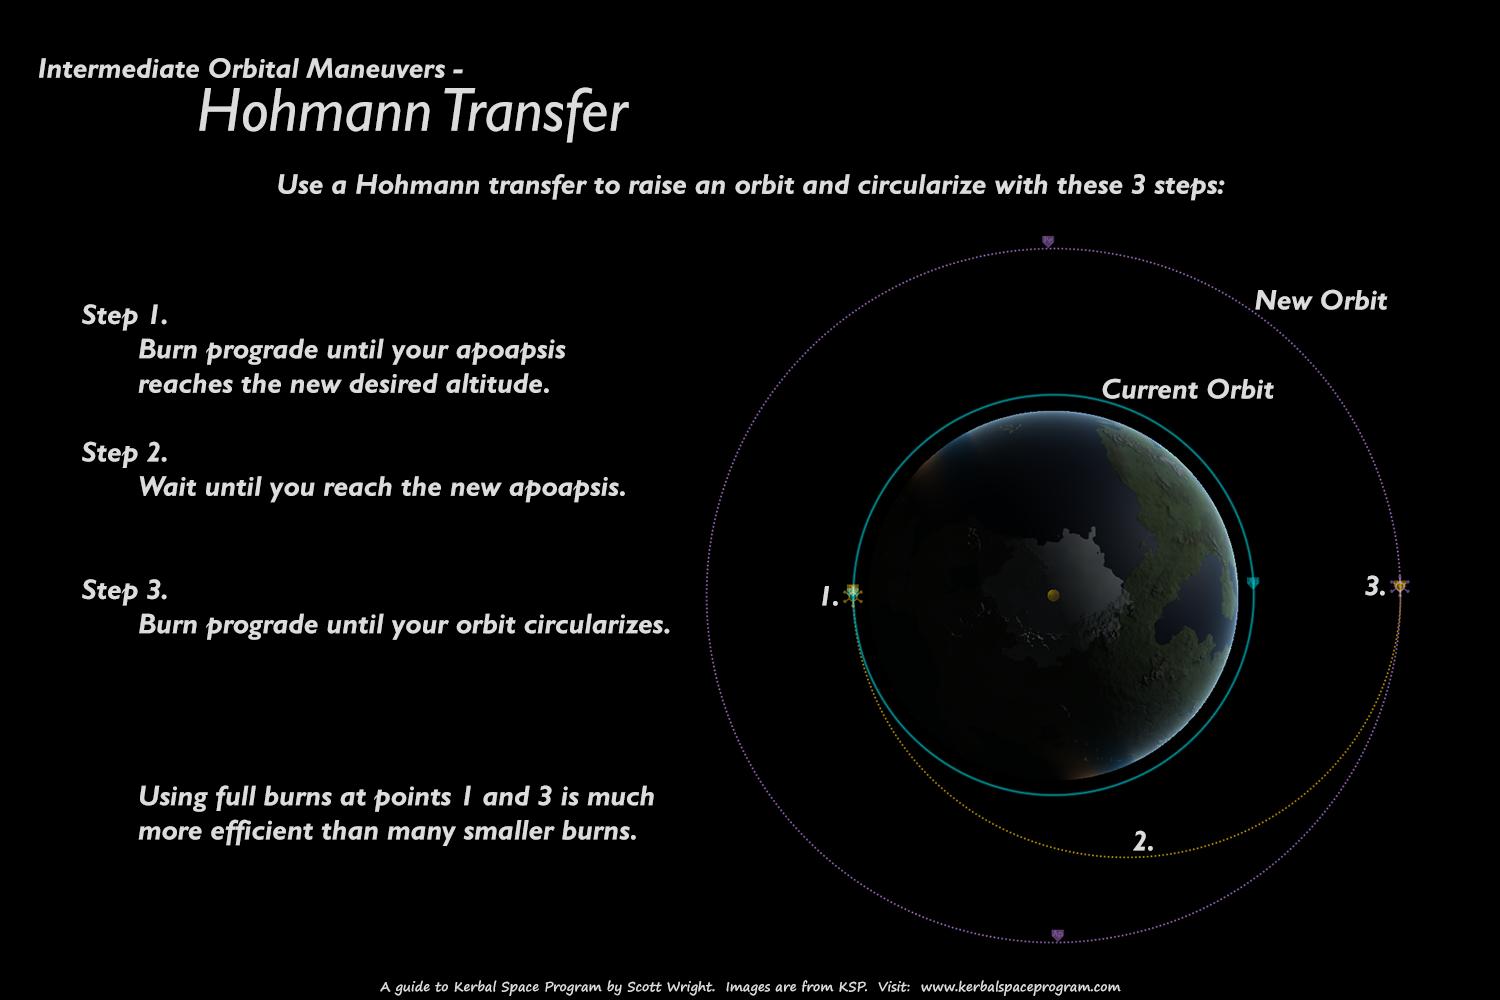 Intermediate Orbital Maneuvers -
Hohmann Transfer
Use a Hohmann transfer to raise an orbit and circularize with these 3 steps:
Step 1.
Burn prograde until your apoapsis
reaches the new desired altitude.
Step 2.
Wait until you reach the new apoapsis.
Step 3.
Burn prograde until your orbit circularizes.
Using full burns at points 1 and 3 is much
more efficient than many smaller burns.
New Orbit
Current Orbit
1.
3.
2.
A guide to Kerbal Space Program by Scott Wright. Images are from KSP. Visit: www.kerbalspaceprogram.com